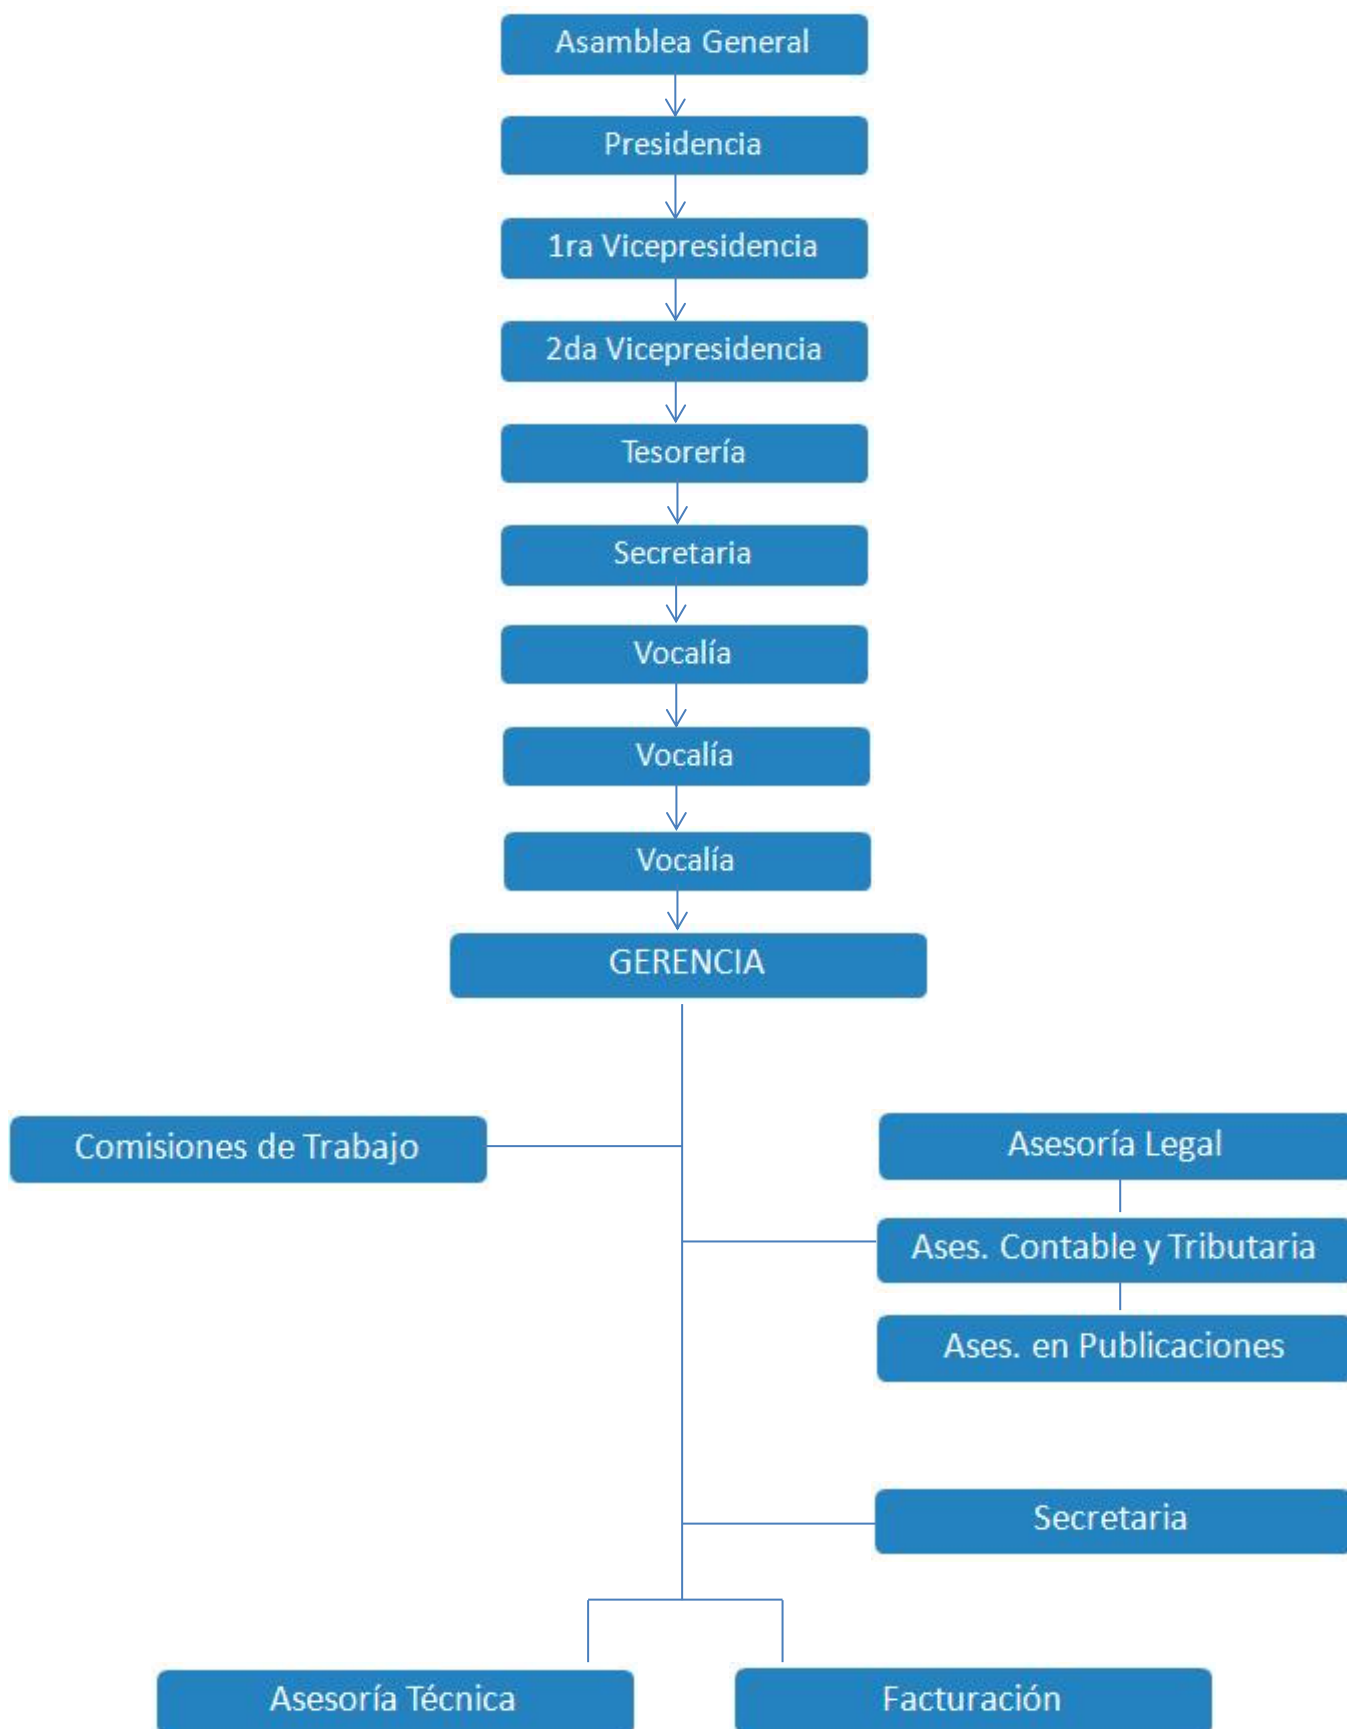 Asamblea General
Presidencia
1ra Vicepresidencia
2da Vicepresidencia
Tesorería
Secretaria
Vocalía
Vocalía
Vocalía
GERENCIA
Comisiones de Trabajo
Asesoría Legal
Ases. Contable y Tributaria
Ases. en Publicaciones
Secretaria
Asesoría Técnica
Facturación